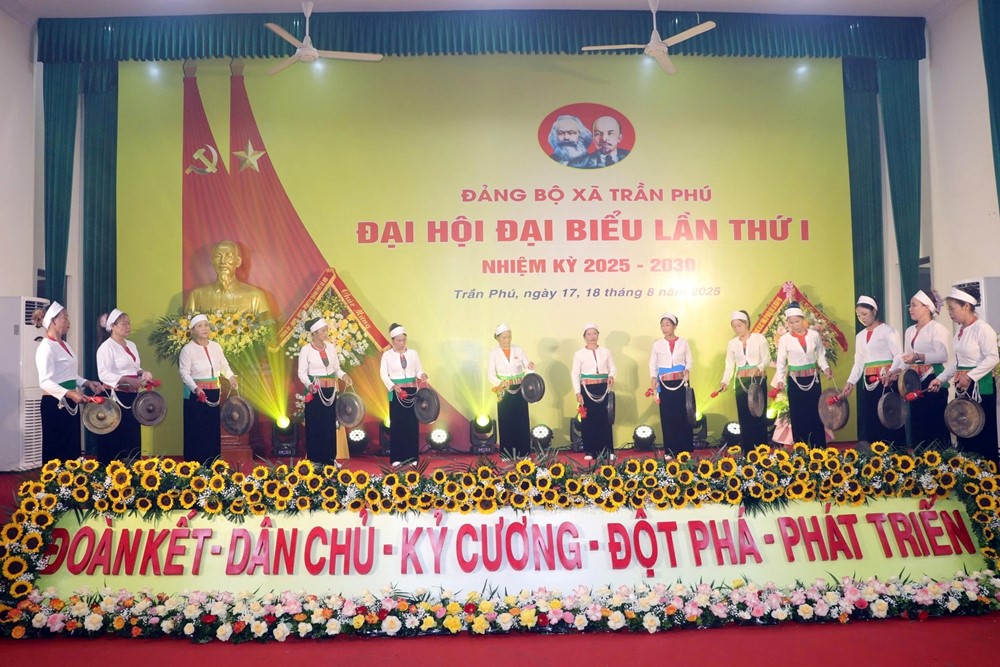 ĐẢNG BỘ XÃ TRẦN PHÚ
ĐẠI HỘI ĐẠI BIỂU LẦN THỨ I
NHIỆM KỲ 2025 - 2030
Trần Phú, ngày 17, 18 tháng 8 năm 2025
ĐOÀN KẾT - DÂN CHỦ - KỶ CƯƠNG - ĐỘT PHÁ - PHÁT TRIỂN